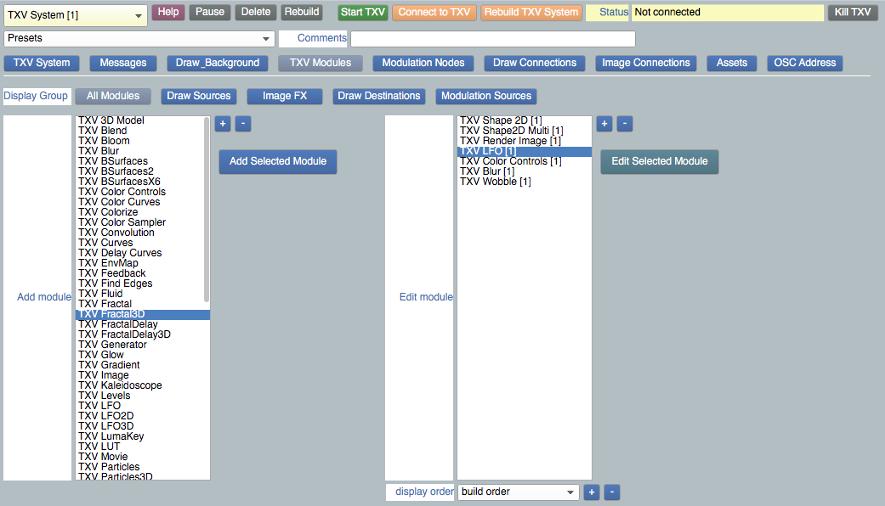 TXV System [1] Help Pause Delete Rebuild Start TXV Connect to TXV Rebuild TXV System Status Not connected Kill TXV
Presets Comments
TXV System Messages Draw_Background TXV Modules Modulation Nodes Draw Connections Image Connections Assets OSC Address
Display Group All Modules Draw Sources Image FX Draw Destinations Modulation Sources
Add module
TXV 3D Model
TXV Blend
TXV Bloom
TXV Blur
TXV BSurfaces
TXV BSurfaces2
TXV BSurfacesX6
TXV Color Controls
TXV Color Curves
TXV Colorize
TXV Color Sampler
TXV Convolution
TXV Curves
TXV Delay Curves
TXV EnvMap
TXV Feedback
TXV Find Edges
TXV Fluid
TXV Fractal
TXV Fractal3D
TXV FractalDelay
TXV FractalDelay3D
TXV Generator
TXV Glow
TXV Gradient
TXV Image
TXV Kaleidoscope
TXV Levels
TXV LFO
TXV LFO2D
TXV LFO3D
TXV LumaKey
TXV LUT
TXV Movie
TXV Particles
TXV Particles3D
+ -
Add Selected Module
Edit module
TXV Shape 2D [1]
TXV Shape2D Multi [1]
TXV Render Image [1]
TXV LFO [1]
TXV Color Controls [1]
TXV Blur [1]
TXV Wobble [1]
+ -
Edit Selected Module
display order build order + -